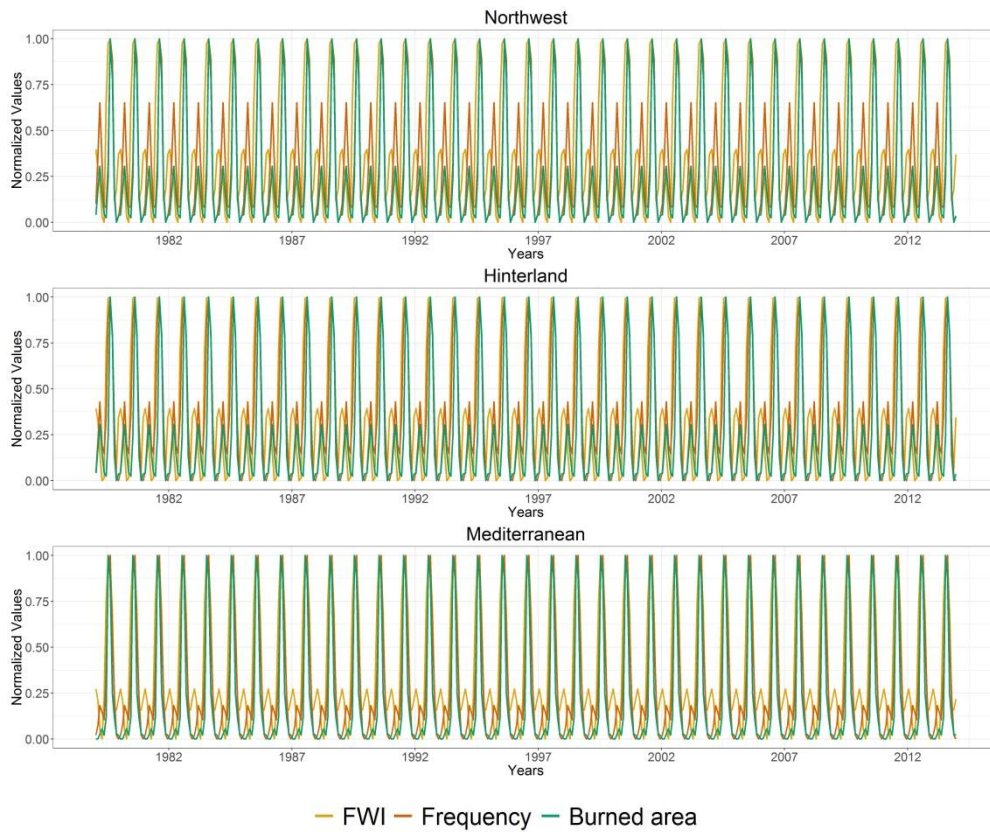 Northwest
Normalized Values
1.00
0.75
0.50
0.25
0.00
1982 1987 1992 1997 2002 2007 2012
Years
Hinterland
Normalized Values
1.00
0.75
0.50
0.25
0.00
1982 1987 1992 1997 2002 2007 2012
Years
Mediterranean
Normalized Values
1.00
0.75
0.50
0.25
0.00
1982 1987 1992 1997 2002 2007 2012
Years
FWI Frequency Burned area